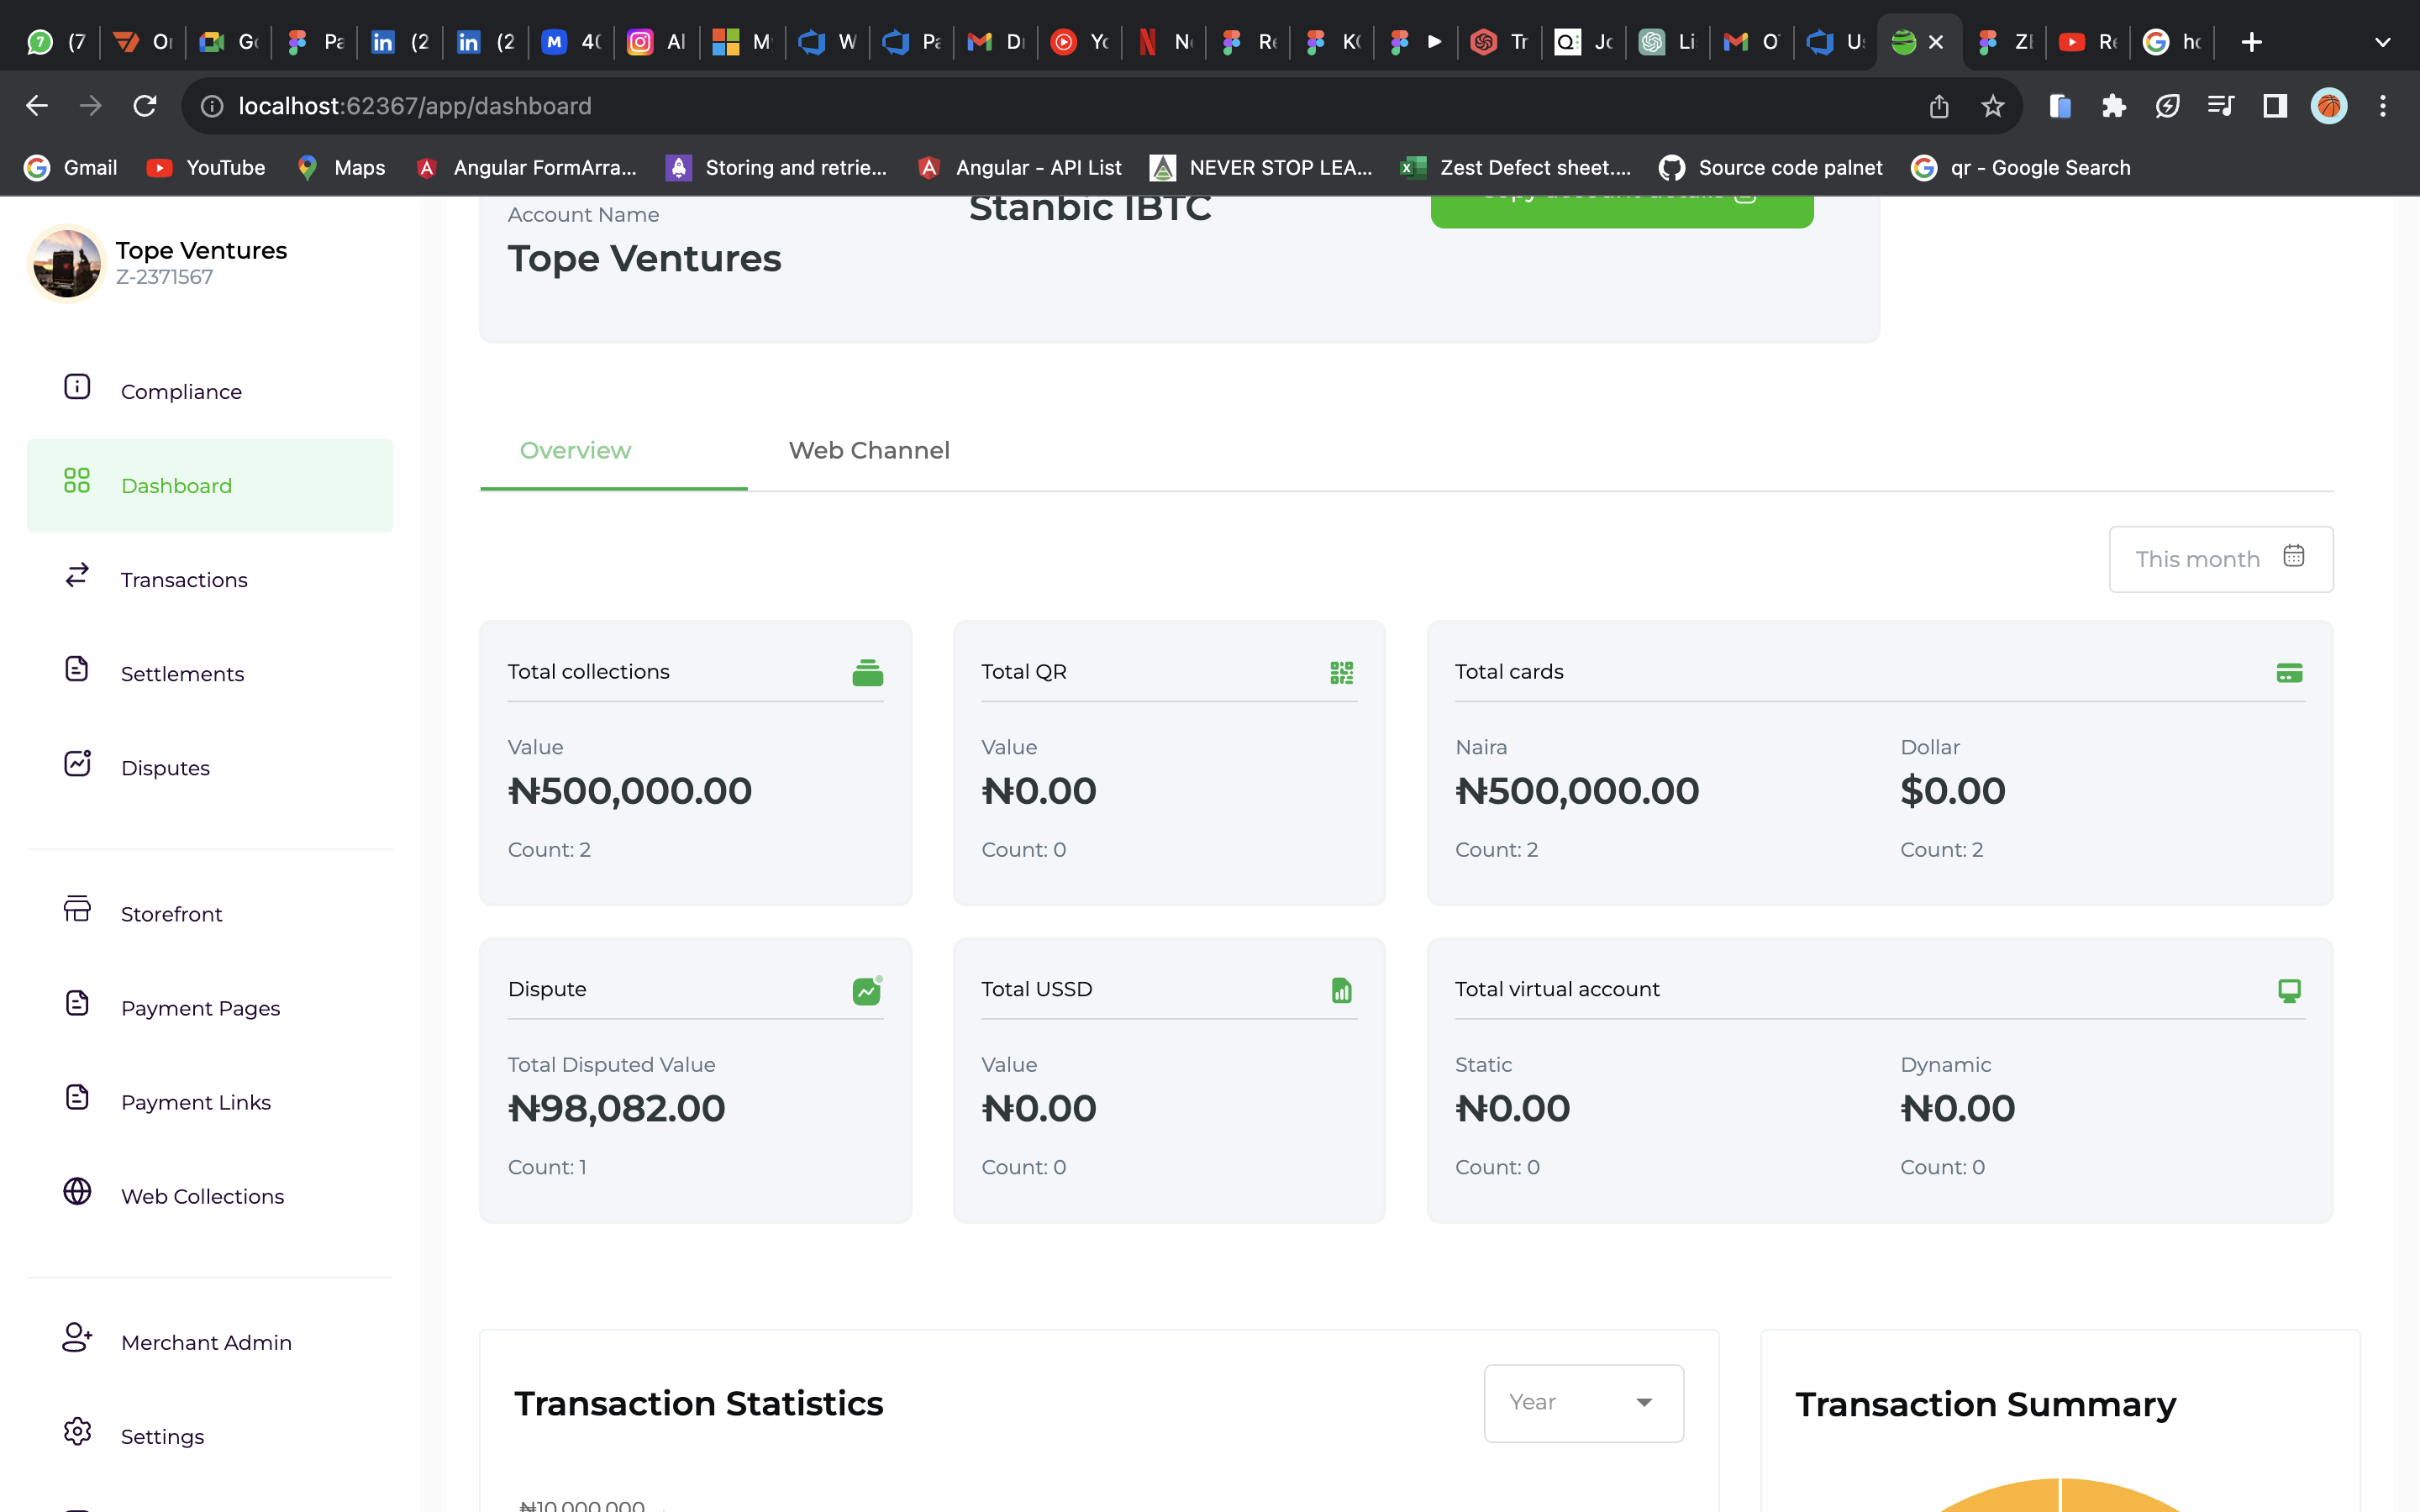 (7
Or
Go
Pa
(2
(2
4(
Al
M
W
Pa
D
Yo
N
Re
K
Tr
Jo
Li
O
U
Z
Re
ho
localhost:62367/app/dashboard
Gmail
YouTube
Maps
Angular FormArra...
Storing and retrie...
Angular - API List
NEVER STOP LEA...
Zest Defect sheet....
Source code palnet
qr - Google Search
Tope Ventures
Z-2371567
Compliance
Dashboard
Transactions
Settlements
Disputes
Storefront
Payment Pages
Payment Links
Web Collections
Merchant Admin
Settings
Account Name
Tope Ventures
Stanbic IBTC
Copy account details
Overview
Web Channel
This month
Total collections
Value
₦500,000.00
Count: 2
Total QR
Value
₦0.00
Count: 0
Total cards
Naira
₦500,000.00
Count: 2
Dollar
$0.00
Count: 2
Dispute
Total Disputed Value
₦98,082.00
Count: 1
Total USSD
Value
₦0.00
Count: 0
Total virtual account
Static
₦0.00
Count: 0
Dynamic
₦0.00
Count: 0
Transaction Statistics
Year
₦10,000,000
Transaction Summary